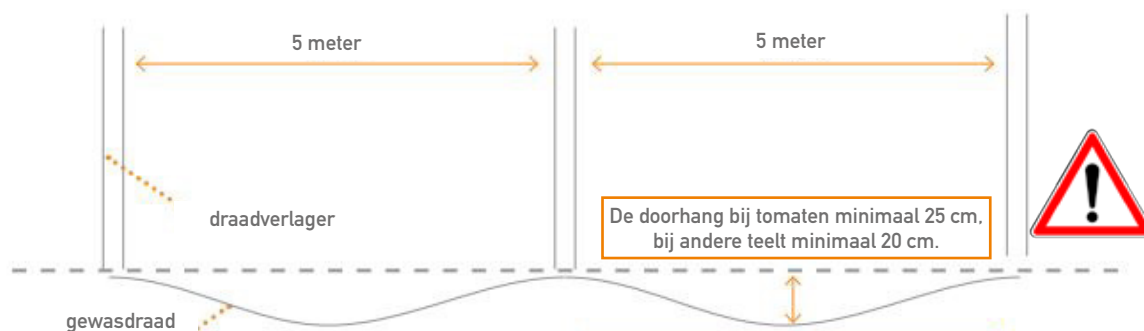 5 meter
5 meter
draadverlager
De doorhang bij tomaten minimaal 25 cm,
bij andere teelt minimaal 20 cm.
gewasdraad